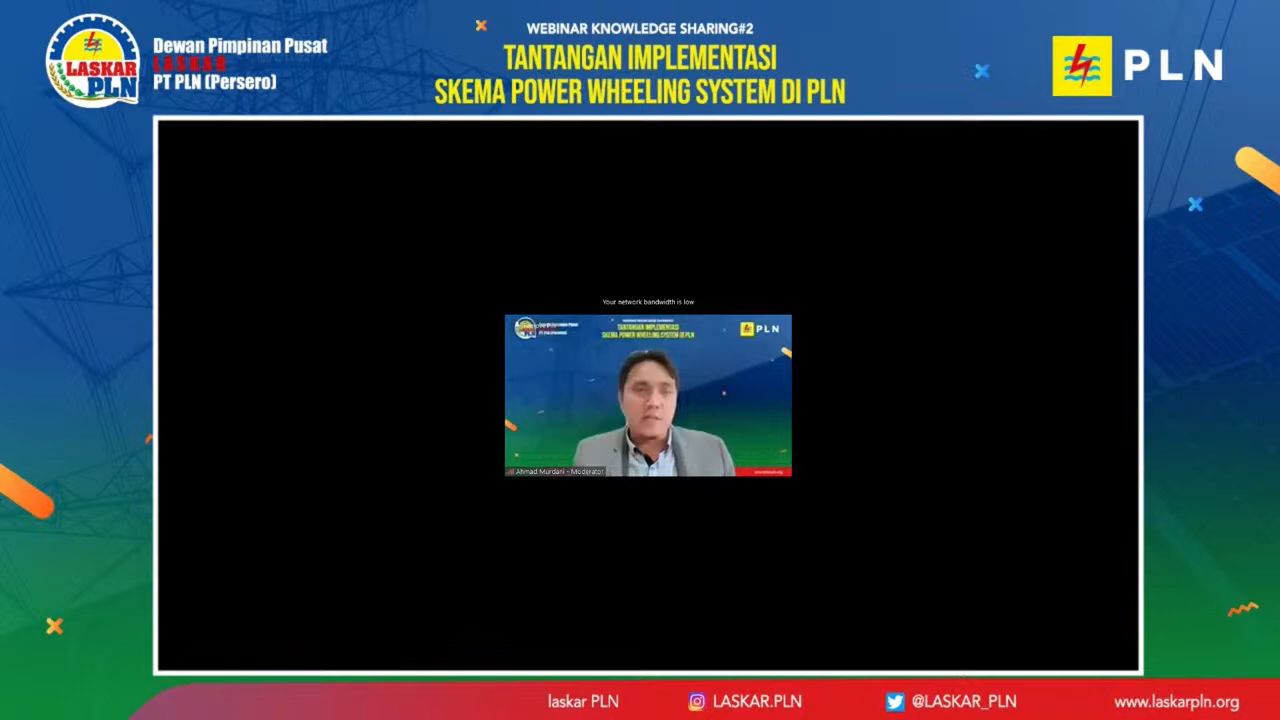 LASKAR
PLN
Dewan Pimpinan Pusat
LASKAR
PT PLN (Persero)
WEBINAR KNOWLEDGE SHARING#2
TANTANGAN IMPLEMENTASI
SKEMA POWER WHEELING SYSTEM DI PLN
PLN
Your network bandwidth is low
TANTANGAN IMPLEMENTASI
SKEMA POWER WHEELING SYSTEM DI PLN
PLN
Ahmad Murdani - Moderator
laskar PLN
LASKAR.PLN
@LASKAR_PLN
www.laskarpln.org